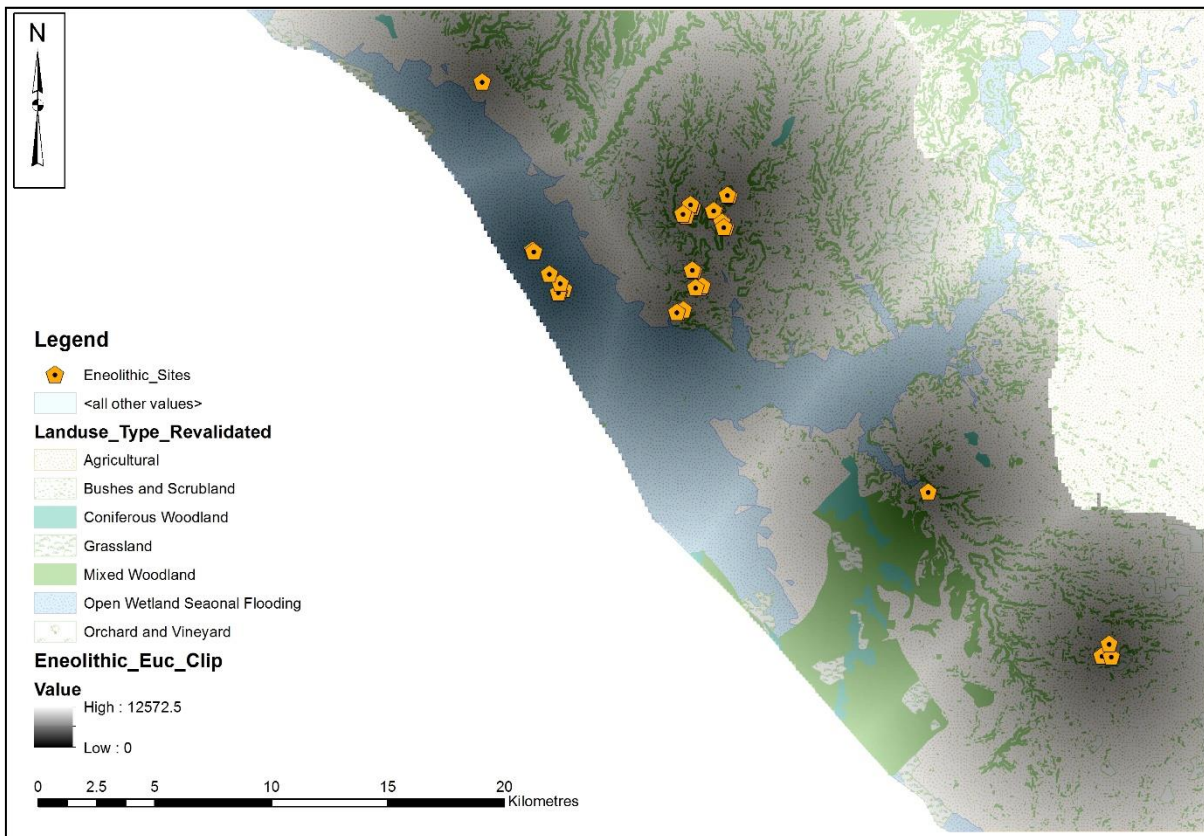 N
Legend
Eneolithic_Sites
<all other values>
Landuse_Type_Revalidated
Agricultural
Bushes and Scrubland
Coniferous Woodland
Grassland
Mixed Woodland
Open Wetland Seaonal Flooding
Orchard and Vineyard
Eneolithic_Euc_Clip
Value
High : 12572.5
Low : 0
0 2.5 5 10 15 20
Kilometres